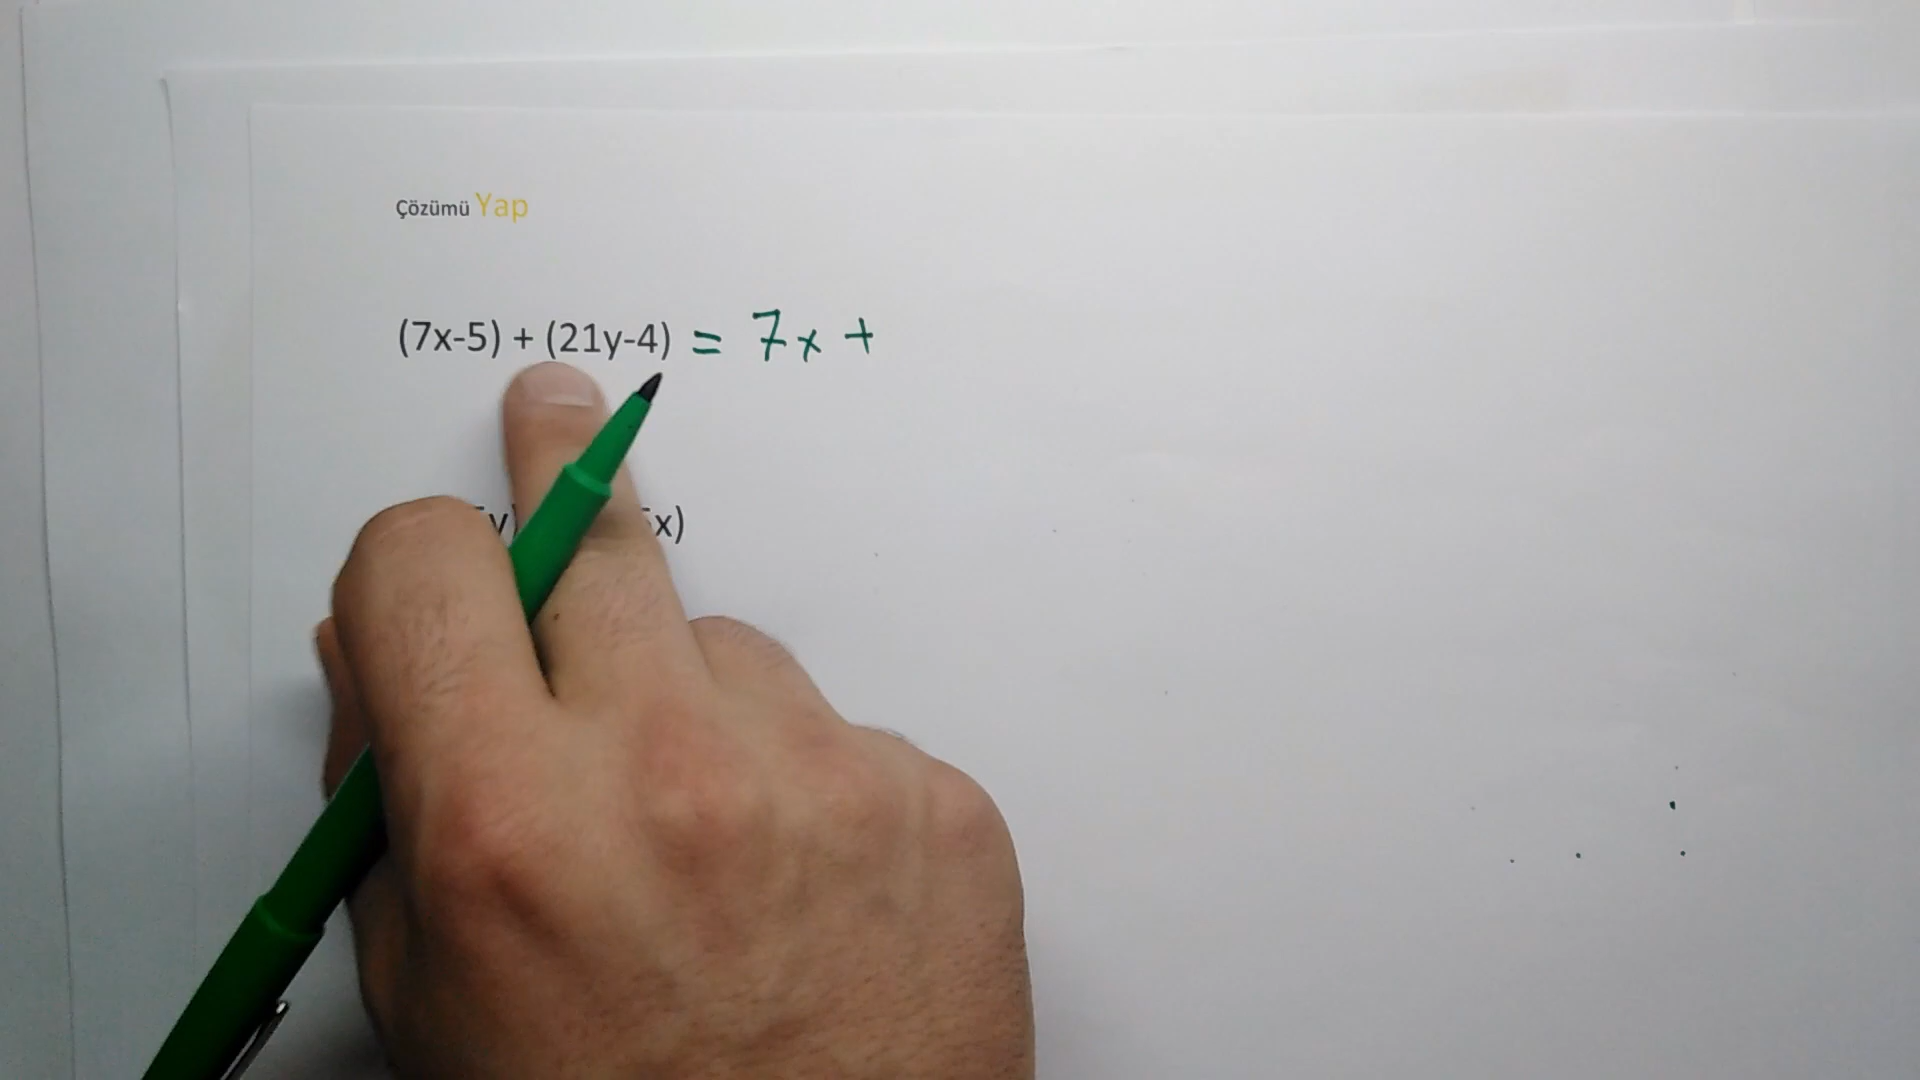 Çözümü Yap
(7x-5) + (21y-4) = 7x +
x)